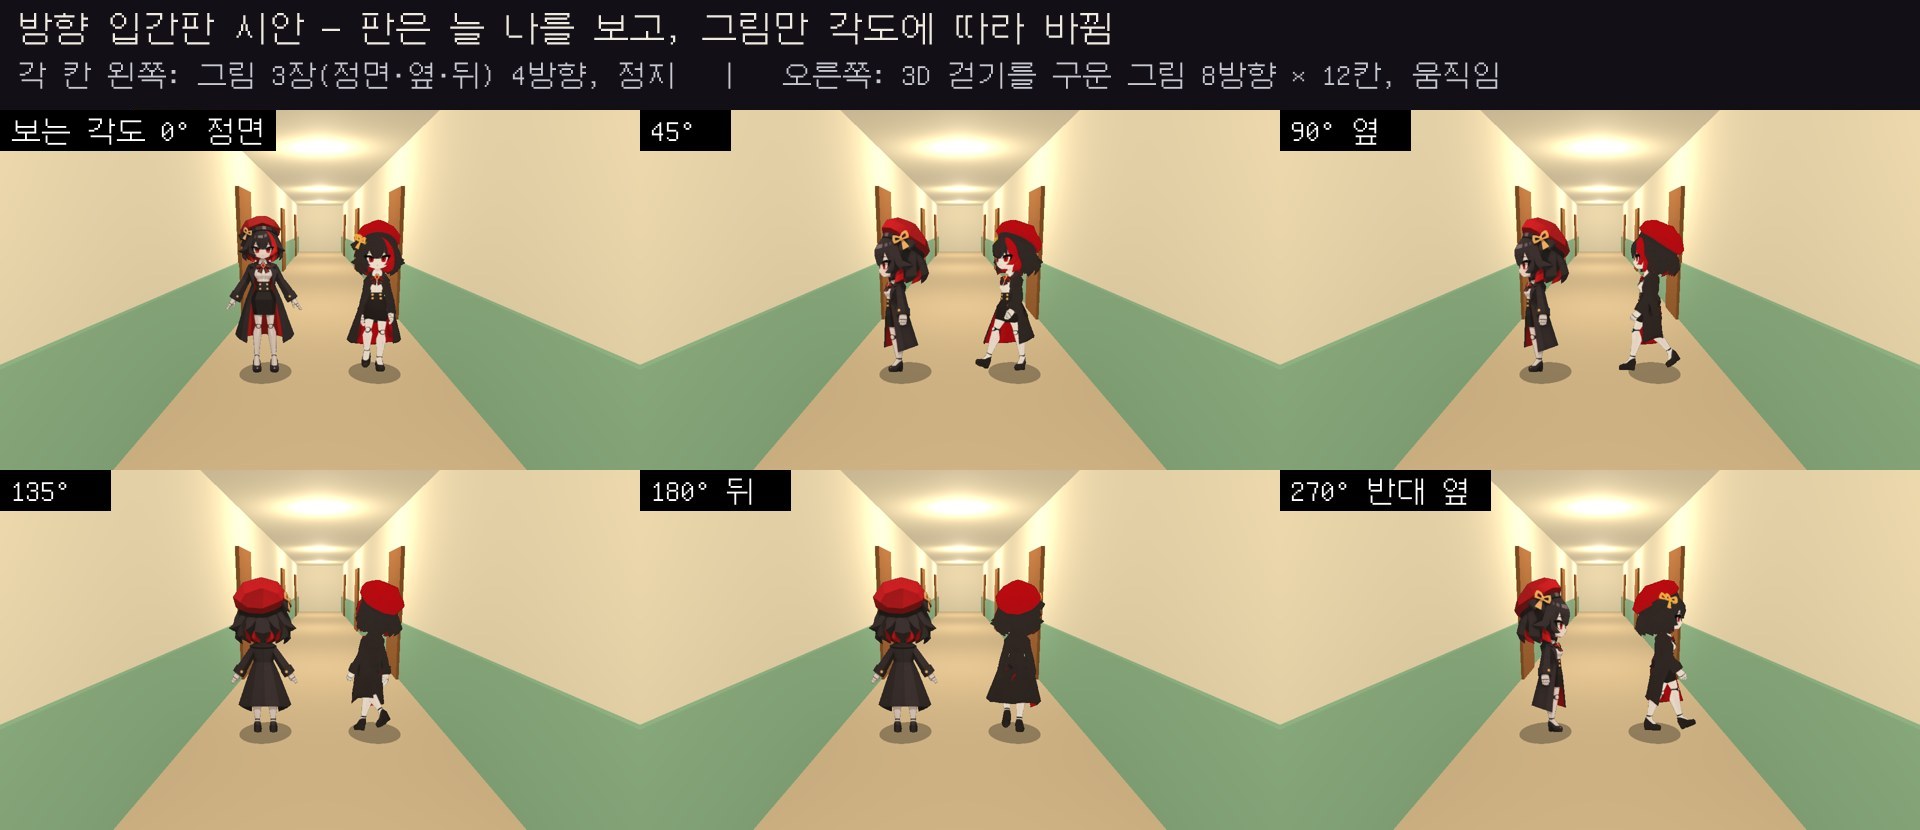 방향 입간판 시안 – 판은 늘 나를 보고, 그림만 각도에 따라 바뀜
각 칸 왼쪽: 그림 3장(정면·옆·뒤) 4방향, 정지 | 오른쪽: 3D 걷기를 구운 그림 8방향 × 12칸, 움직임
보는 각도 0° 정면
45°
90° 옆
135°
180° 뒤
270° 반대 옆